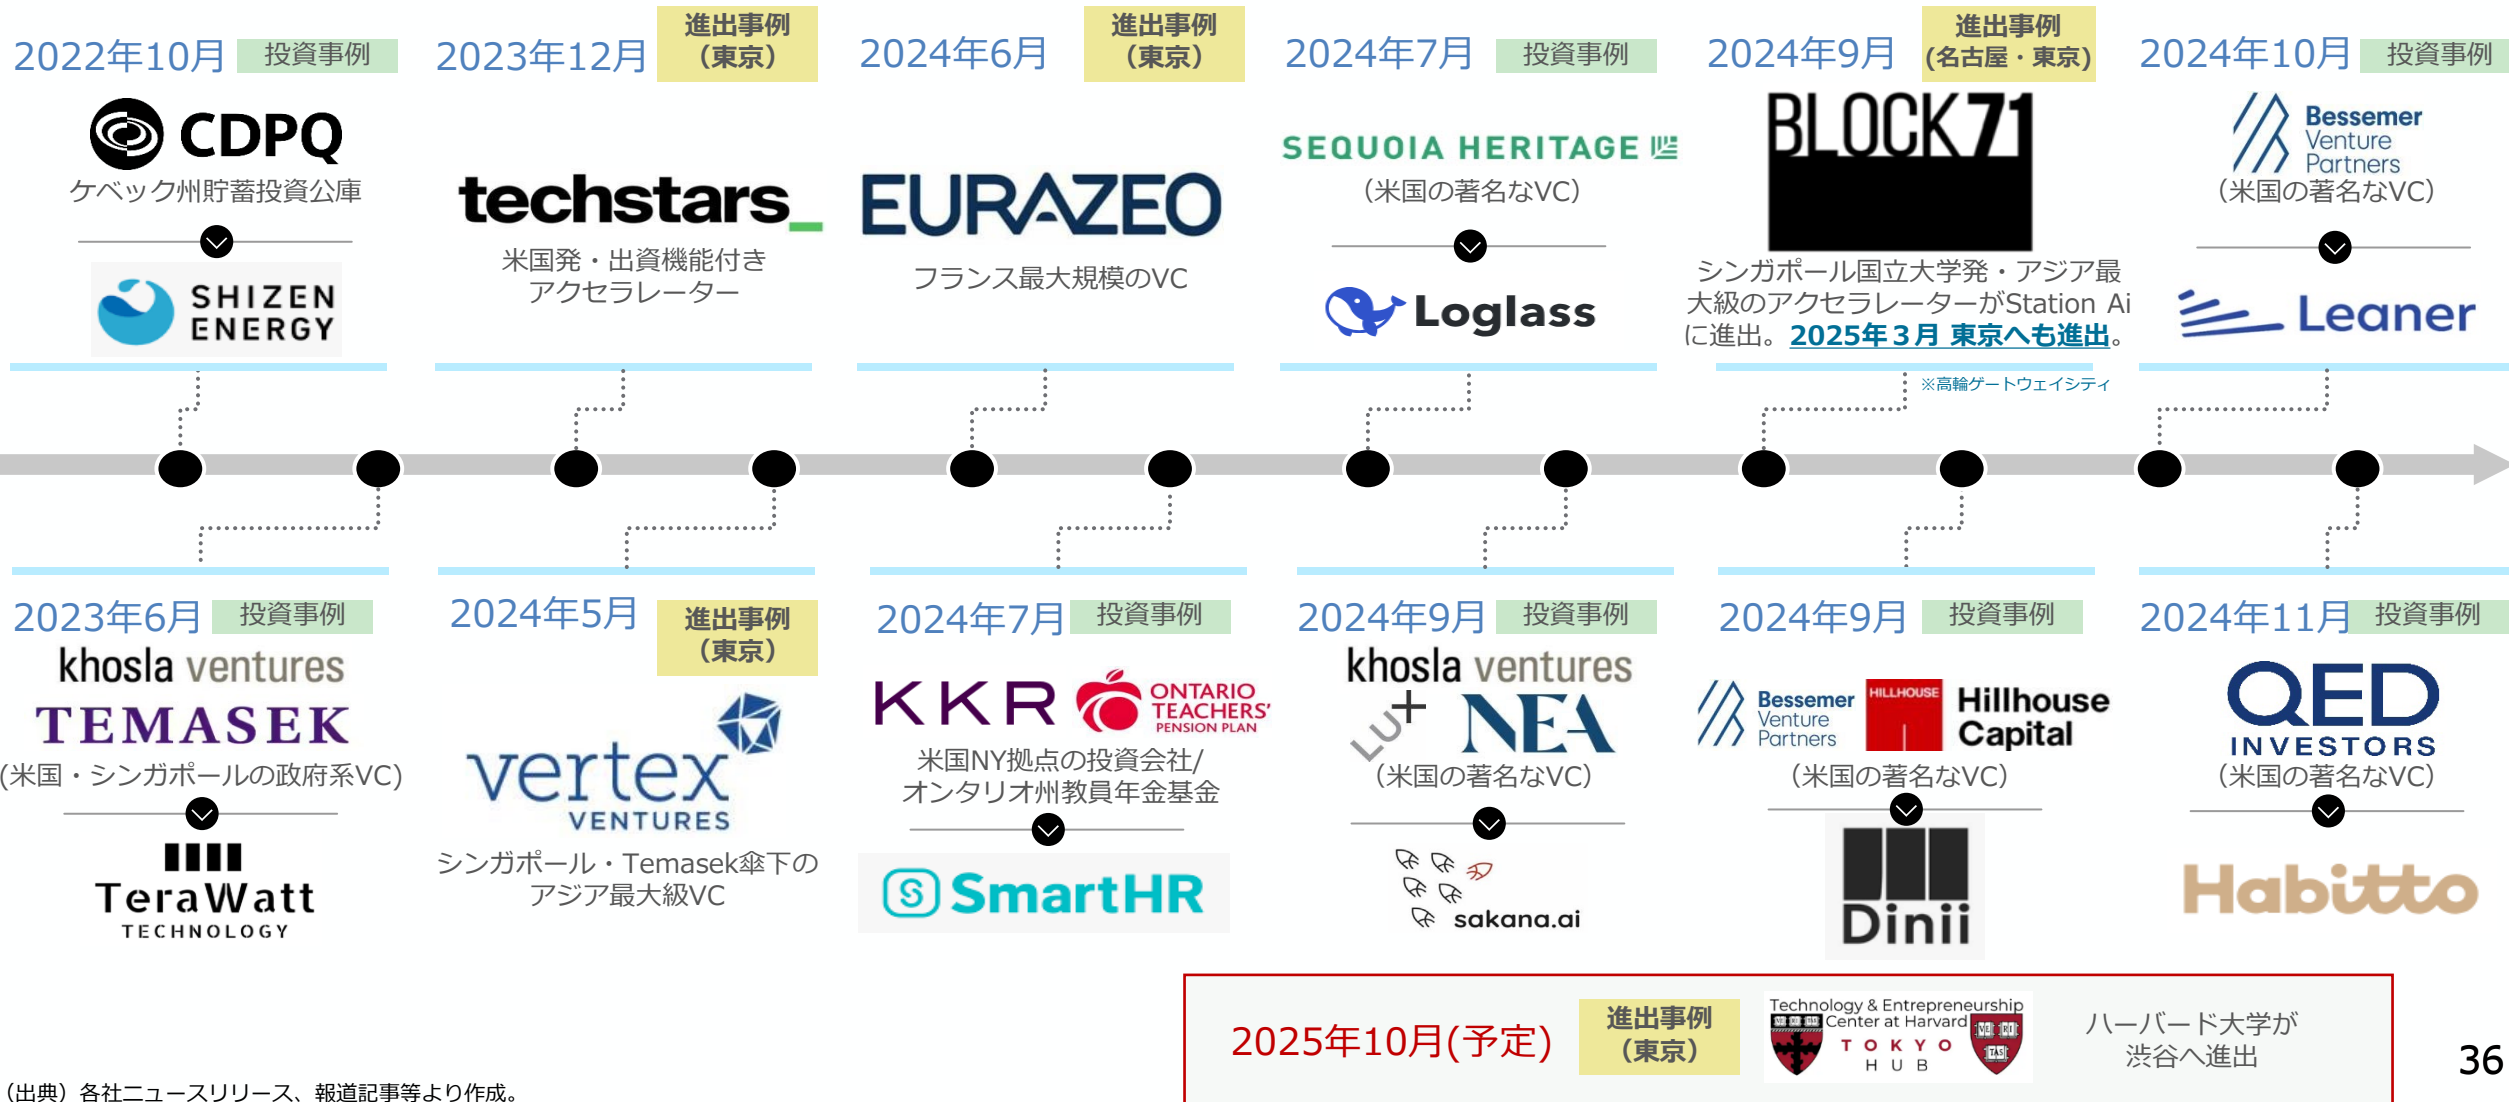 2022年10月
投資事例
CDPQ
ケベック州貯蓄投資公庫
SHIZEN
ENERGY
2023年12月
進出事例
（東京）
techstars_
米国発・出資機能付き
アクセラレーター
2024年6月
進出事例
（東京）
EURAZEO
フランス最大規模のVC
2024年7月
投資事例
SEQUOIA HERITAGE
（米国の著名なVC）
Loglass
2024年9月
進出事例
(名古屋・東京)
BLOCK71
シンガポール国立大学発・アジア最
大級のアクセラレーターがStation Ai
に進出。2025年３月 東京へも進出。
※高輪ゲートウェイシティ
2024年10月
投資事例
Bessemer
Venture
Partners
（米国の著名なVC）
Leaner
2023年6月
投資事例
khosla ventures
TEMASEK
(米国・シンガポールの政府系VC)
TeraWatt
TECHNOLOGY
2024年5月
進出事例
（東京）
vertex
VENTURES
シンガポール・Temasek傘下の
アジア最大級VC
2024年7月
投資事例
KKR
ONTARIO
TEACHERS'
PENSION PLAN
米国NY拠点の投資会社/
オンタリオ州教員年金基金
SmartHR
2024年9月
投資事例
khosla ventures
LUX
NEA
（米国の著名なVC）
sakana.ai
2024年9月
投資事例
Bessemer
Venture
Partners
HILLHOUSE
Hillhouse
Capital
（米国の著名なVC）
Dinii
2024年11月
投資事例
QED
INVESTORS
（米国の著名なVC）
Habitto
2025年10月(予定)
進出事例
（東京）
Technology & Entrepreneurship
Center at Harvard
TOKYO
HUB
VE RI
TAS
ハーバード大学が
渋谷へ進出
36
（出典）各社ニュースリリース、報道記事等より作成。